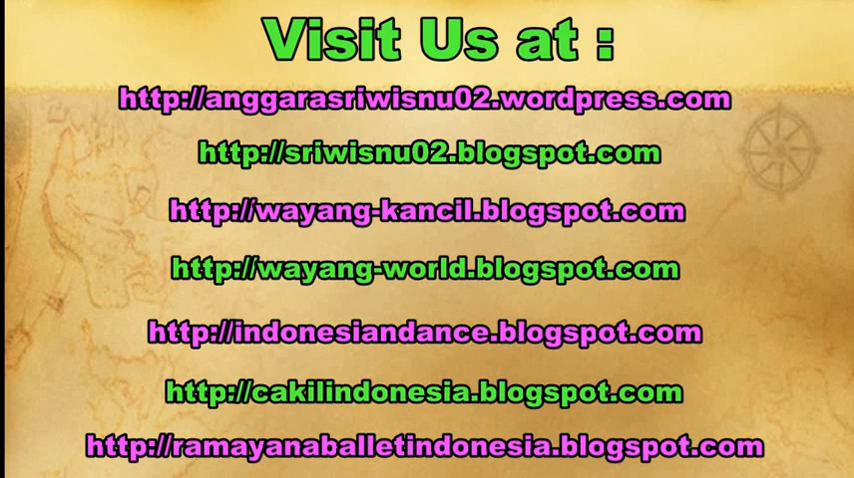 Visit Us at :
http://anggarasriwisnu02.wordpress.com
http://sriwisnu02.blogspot.com
http://wayang-kancil.blogspot.com
http://wayang-world.blogspot.com
http://indonesiandance.blogspot.com
http://cakilindonesia.blogspot.com
http://ramayanaballetindonesia.blogspot.com